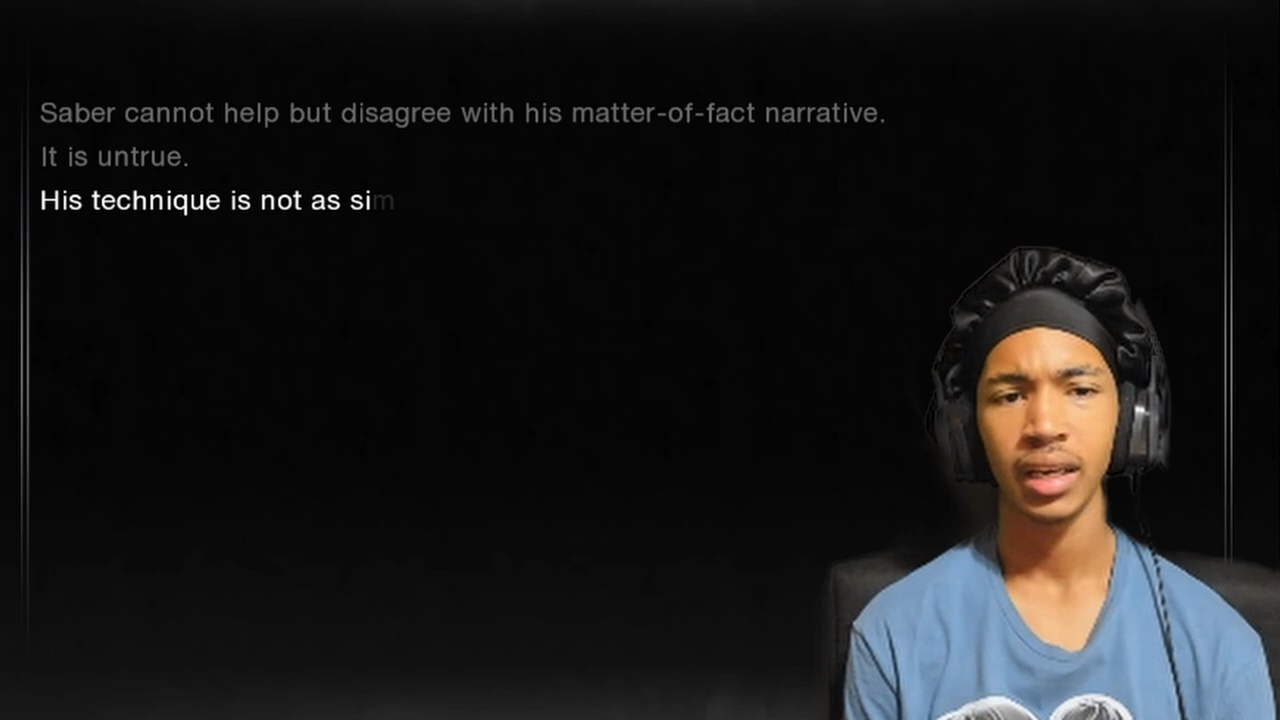 Saber cannot help but disagree with his matter-of-fact narrative.
It is untrue.
His technique is not as sim